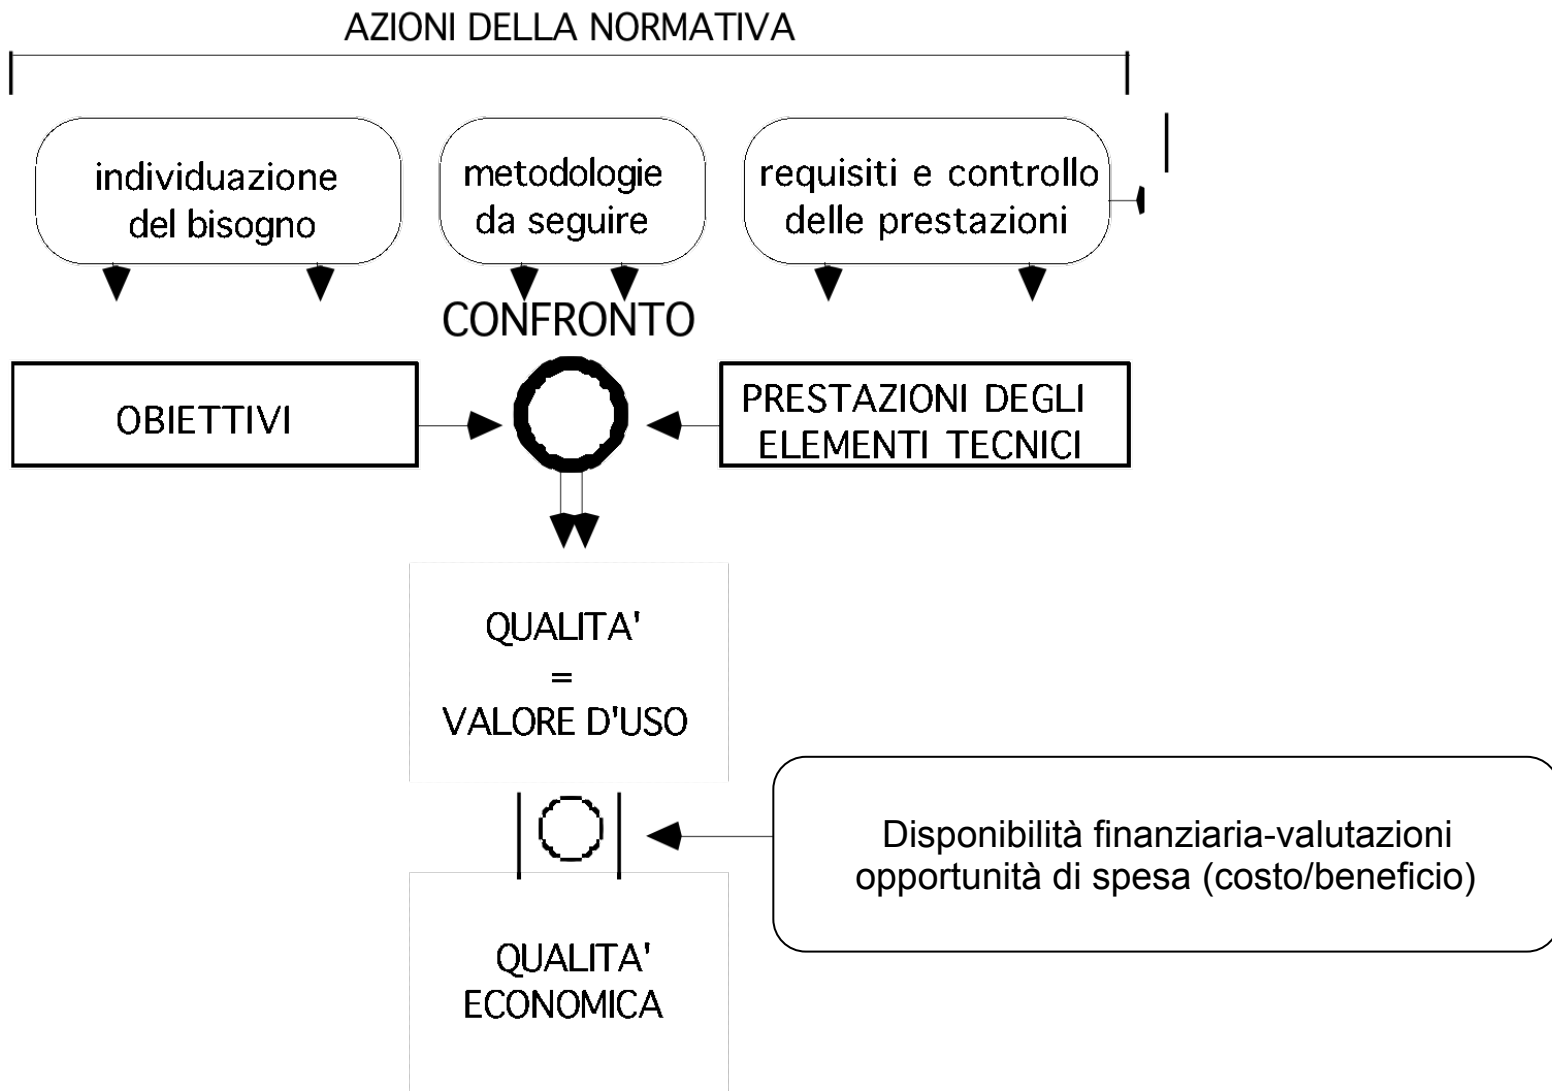 AZIONI DELLA NORMATIVA
individuazione
del bisogno
metodologie
da seguire
requisiti e controllo
delle prestazioni
CONFRONTO
OBIETTIVI
PRESTAZIONI DEGLI
ELEMENTI TECNICI
QUALITA'
=
VALORE D'USO
Disponibilità finanziaria-valutazioni
opportunità di spesa (costo/beneficio)
QUALITA'
ECONOMICA